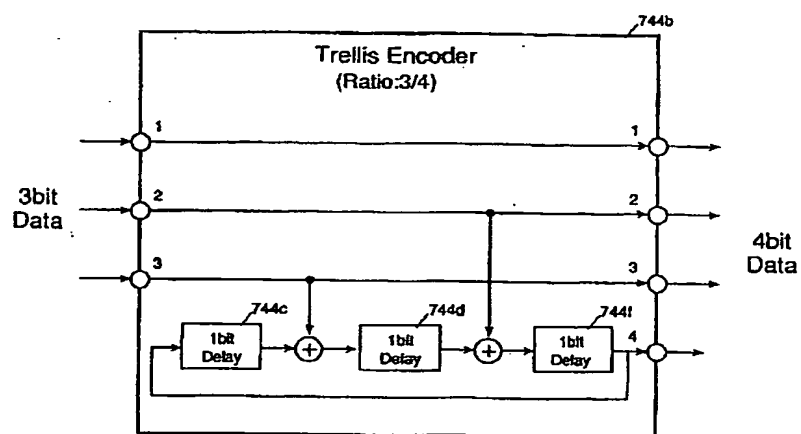 744b
Trellis Encoder
(Ratio:3/4)
1
1
3bit
Data
2
2
4bit
Data
3
3
744c
744d
744f
1bit
Delay
+
1bit
Delay
+
1bit
Delay
4